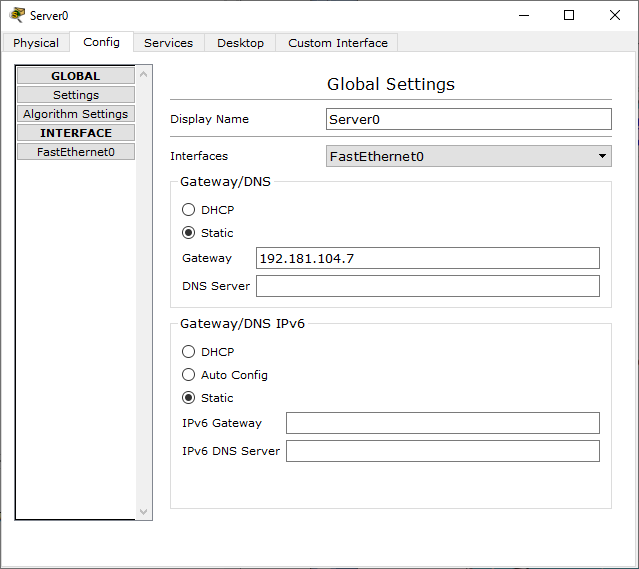 Server0
Physical Config Services Desktop Custom Interface
GLOBAL
Settings
Algorithm Settings
INTERFACE
FastEthernet0
Global Settings
Display Name Server0
Interfaces FastEthernet0
Gateway/DNS
DHCP
Static
Gateway 192.181.104.7
DNS Server
Gateway/DNS IPv6
DHCP
Auto Config
Static
IPv6 Gateway
IPv6 DNS Server